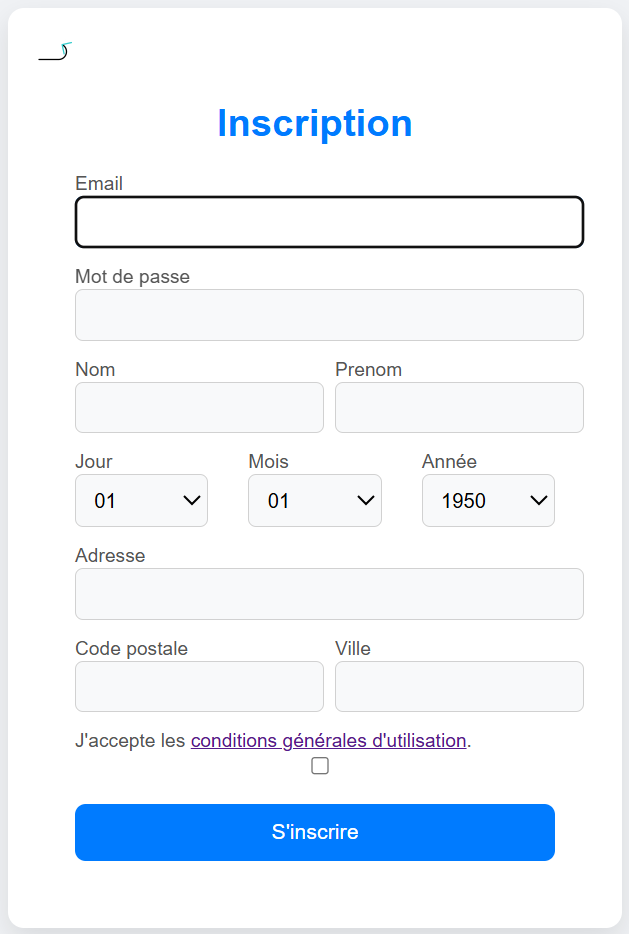 Inscription
Email
Mot de passe
Nom Prenom
Jour Mois Année
01 01 1950
Adresse
Code postale Ville
J'accepte les conditions générales d'utilisation.
S'inscrire